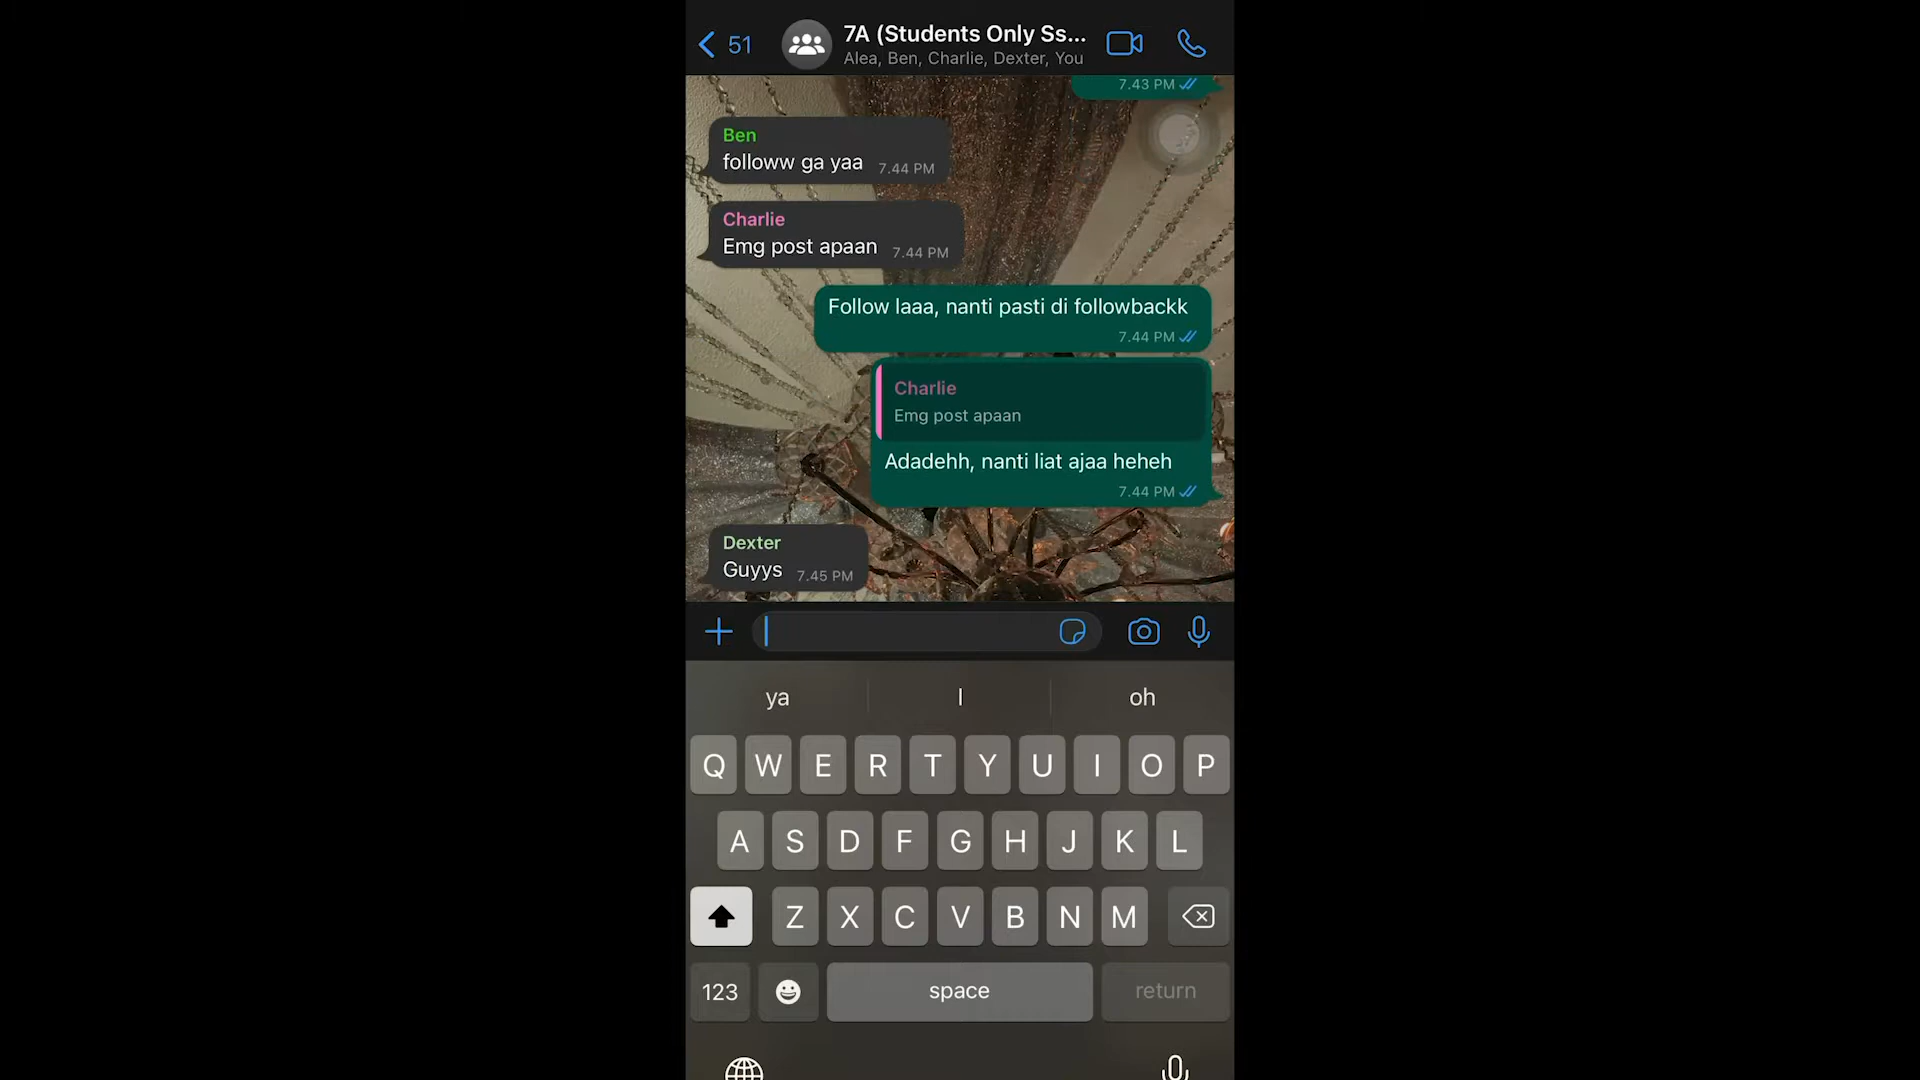 51
7A (Students Only Ss...
Alea, Ben, Charlie, Dexter, You
7.43 PM
Ben
followw ga yaa 7.44 PM
Charlie
Emg post apaan 7.44 PM
Follow laaa, nanti pasti di followbackk
7.44 PM
Charlie
Emg post apaan
Adadehh, nanti liat ajaa heheh
7.44 PM
Dexter
Guyys 7.45 PM
ya I oh
Q W E R T Y U I O P
A S D F G H J K L
Z X C V B N M
123 space return